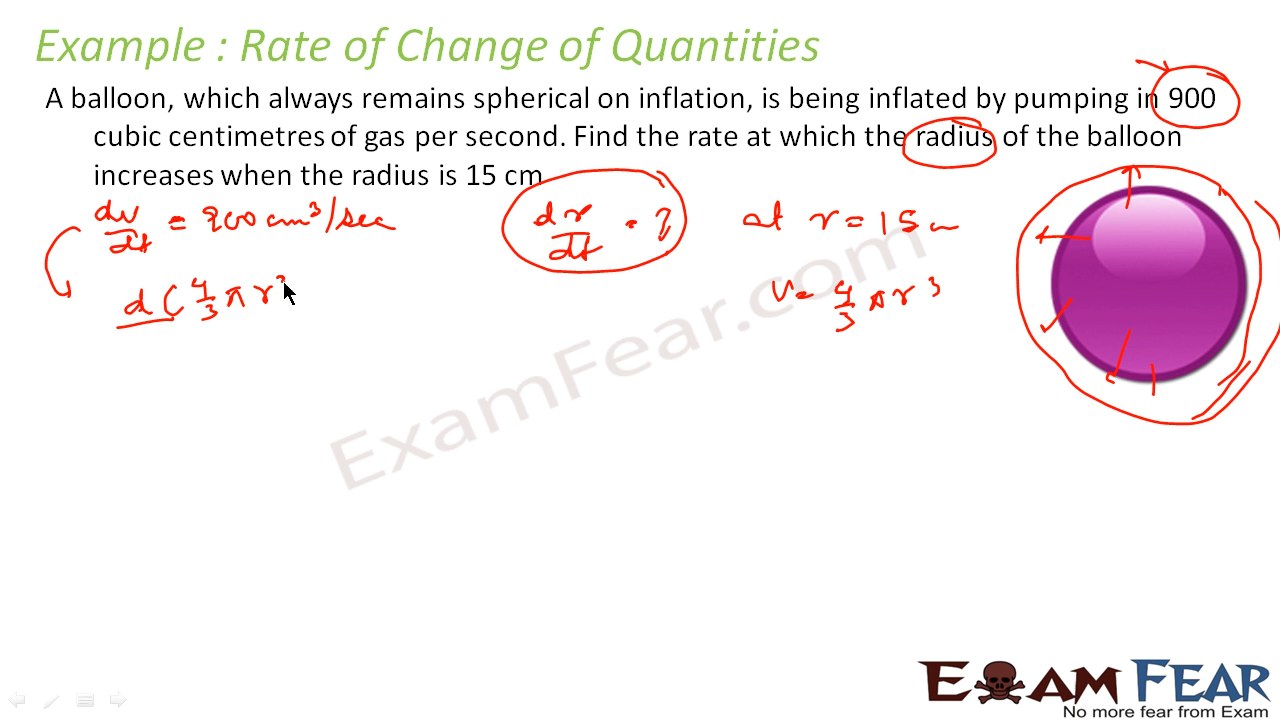 Example : Rate of Change of Quantities
A balloon, which always remains spherical on inflation, is being inflated by pumping in 900
cubic centimetres of gas per second. Find the rate at which the radius of the balloon
increases when the radius is 15 cm
dv/dt = 900 cm³/sec
dr/dt = ?
at r = 15 cm
d(4/3 π r³
V = 4/3 π r³
ExamFear.com
EXAM FEAR
No more fear from Exam